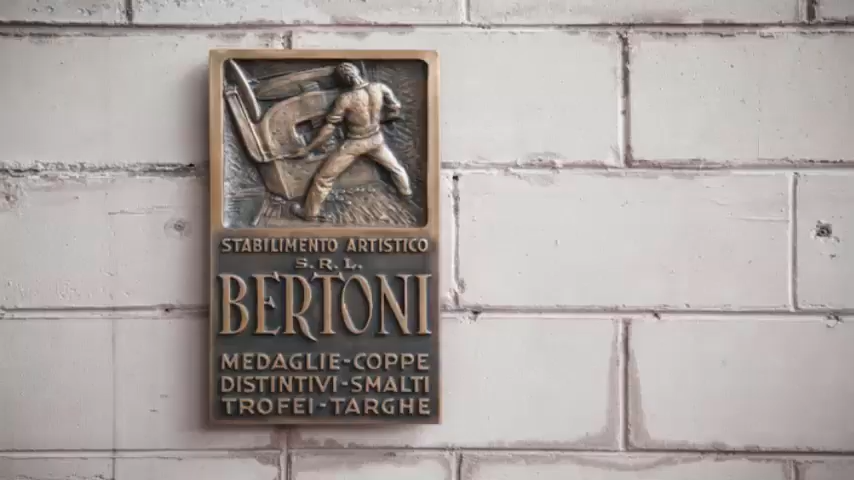 STABILIMENTO ARTISTICO
S.R.L.
BERTONI
MEDAGLIE-COPPE
DISTINTIVI-SMALTI
TROFEI-TARGHE